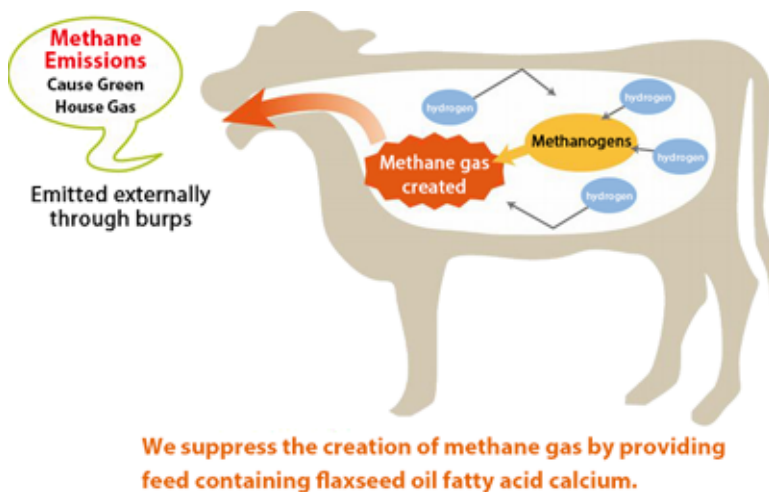 Methane
Emissions
Cause Green
House Gas
Emitted externally
through burps
hydrogen
hydrogen
Methanogens
hydrogen
Methane gas
created
hydrogen
We suppress the creation of methane gas by providing
feed containing flaxseed oil fatty acid calcium.